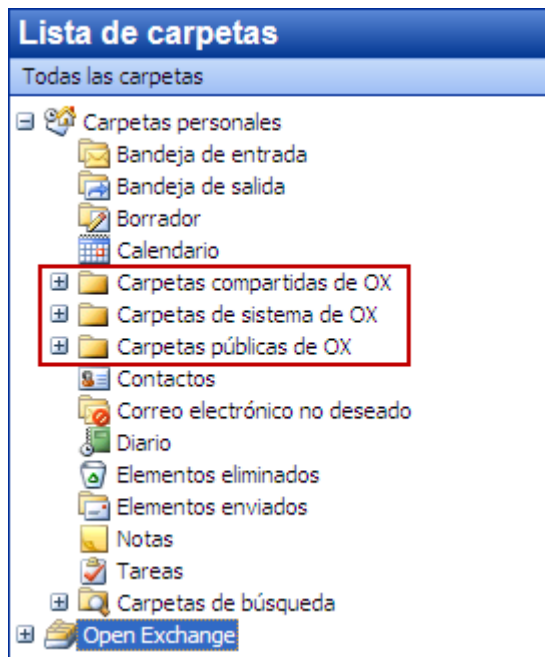 Lista de carpetas
Todas las carpetas
Carpetas personales
Bandeja de entrada
Bandeja de salida
Borrador
Calendario
Carpetas compartidas de OX
Carpetas de sistema de OX
Carpetas públicas de OX
Contactos
Correo electrónico no deseado
Diario
Elementos eliminados
Elementos enviados
Notas
Tareas
Carpetas de búsqueda
Open Exchange